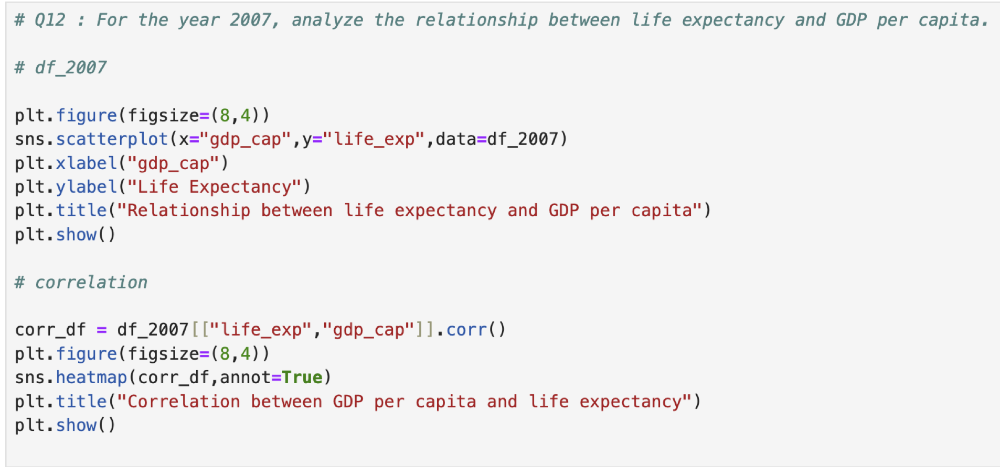 # Q12 : For the year 2007, analyze the relationship between life expectancy and GDP per capita.
# df_2007
plt.figure(figsize=(8,4))
sns.scatterplot(x="gdp_cap",y="life_exp",data=df_2007)
plt.xlabel("gdp_cap")
plt.ylabel("Life Expectancy")
plt.title("Relationship between life expectancy and GDP per capita")
plt.show()
# correlation
corr_df = df_2007[["life_exp","gdp_cap"]].corr()
plt.figure(figsize=(8,4))
sns.heatmap(corr_df,annot=True)
plt.title("Correlation between GDP per capita and life expectancy")
plt.show()